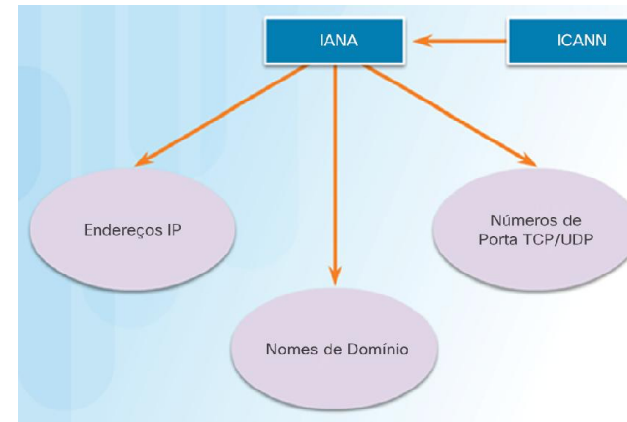 IANA
ICANN
Endereços IP
Números de
Porta TCP/UDP
Nomes de Domínio